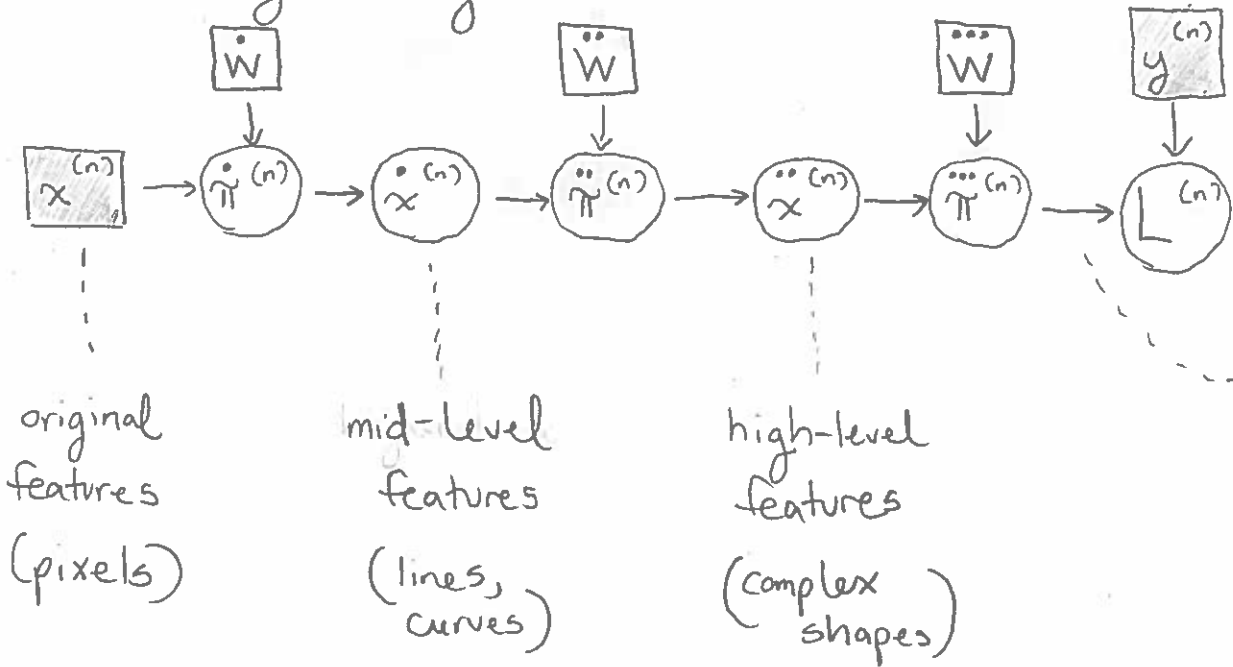 Ẇ Ẅ W⃛ y^(n)
x^(n) π̇^(n) ẋ^(n) π̈^(n) ẍ^(n) π⃛^(n) L^(n)
original mid-level high-level
features features features
(pixels) (lines, (complex
curves) shapes)